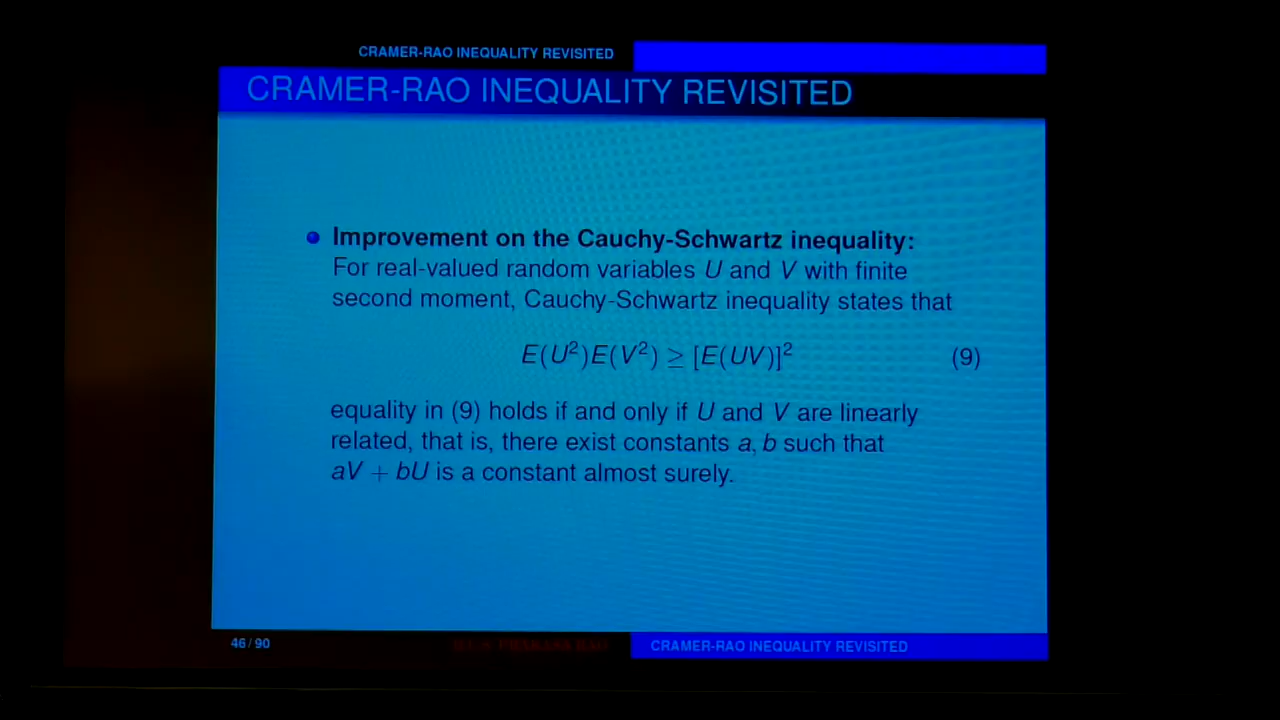 CRAMER-RAO INEQUALITY REVISITED
CRAMER-RAO INEQUALITY REVISITED
Improvement on the Cauchy-Schwartz inequality:
For real-valued random variables U and V with finite
second moment, Cauchy-Schwartz inequality states that
E(U²)E(V²) ≥ [E(UV)]² (9)
equality in (9) holds if and only if U and V are linearly
related, that is, there exist constants a, b such that
aV + bU is a constant almost surely.
46/90 PRAKASA RAO CRAMER-RAO INEQUALITY REVISITED